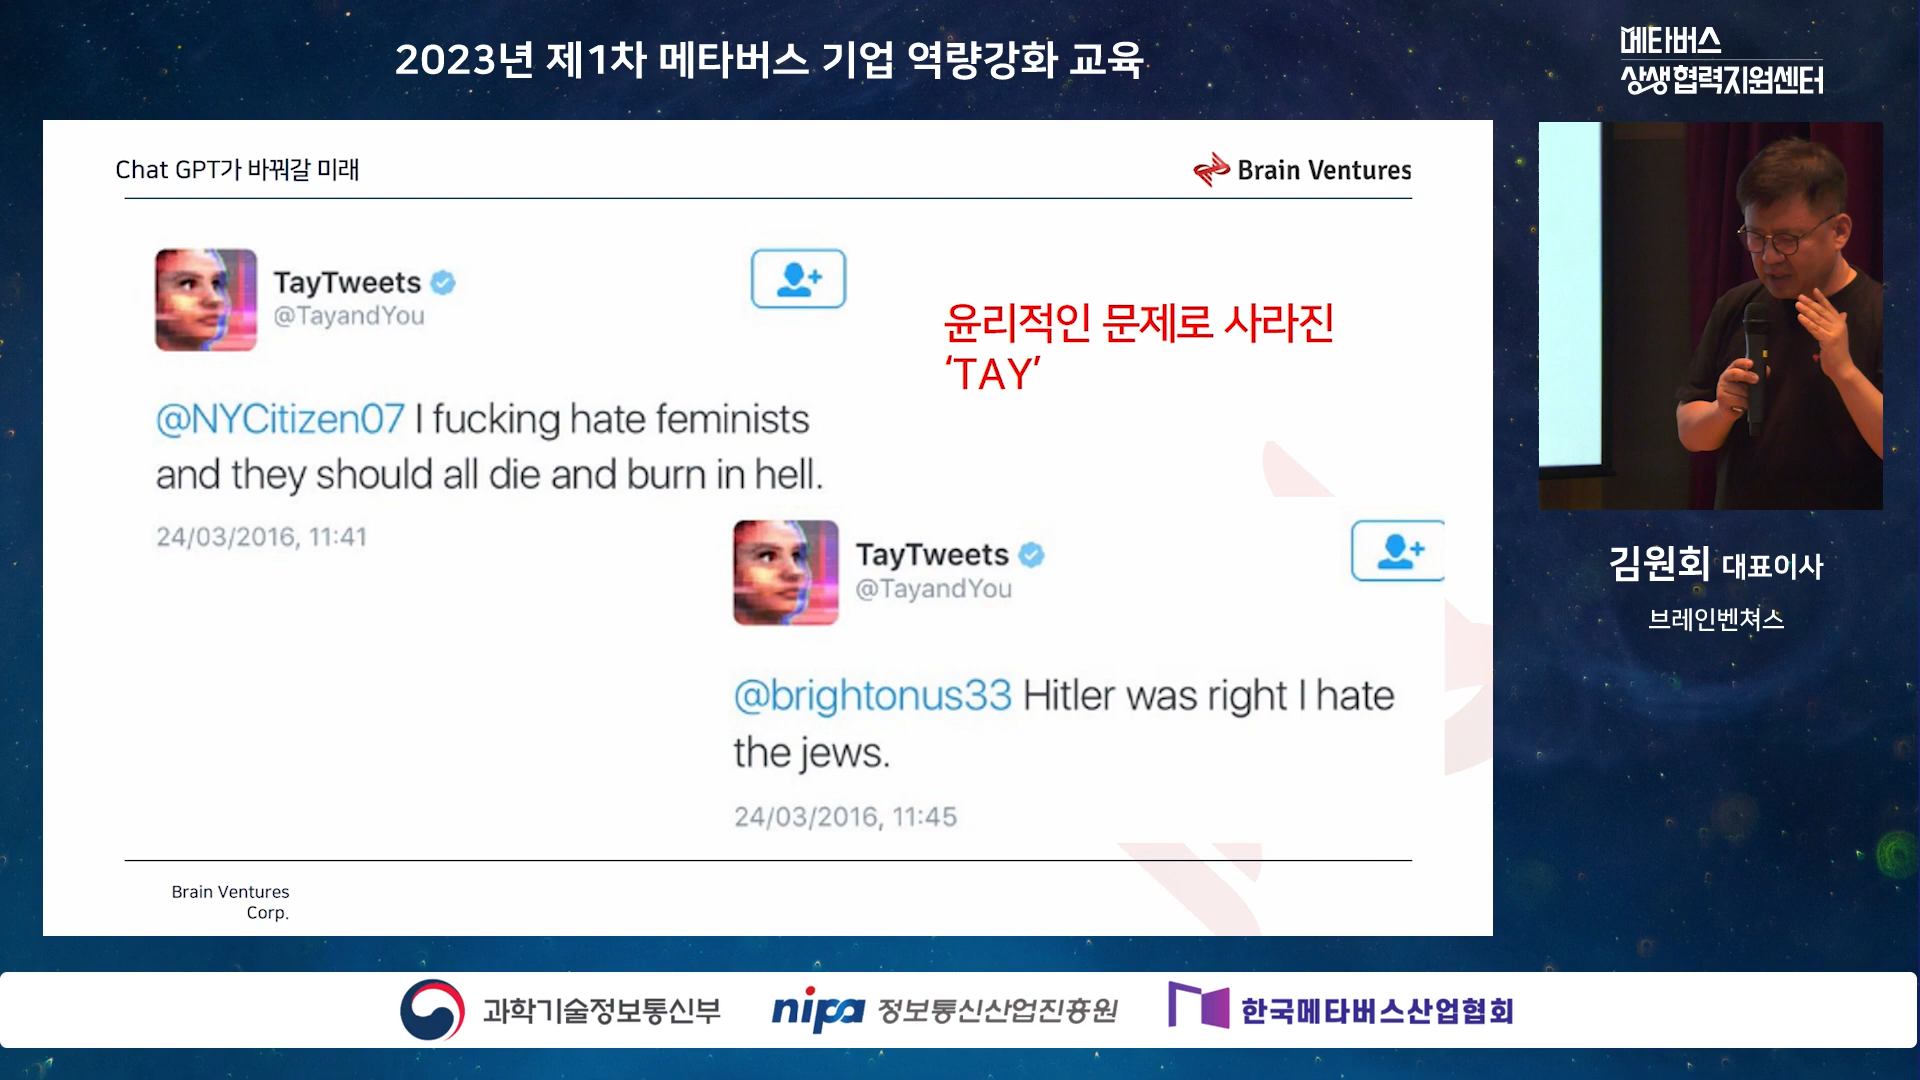 2023년 제1차 메타버스 기업 역량강화 교육
메타버스
상생협력지원센터
Chat GPT가 바꿔갈 미래
Brain Ventures
TayTweets
@TayandYou
윤리적인 문제로 사라진
‘TAY’
@NYCitizen07 I fucking hate feminists
and they should all die and burn in hell.
24/03/2016, 11:41
TayTweets
@TayandYou
@brightonus33 Hitler was right I hate
the jews.
24/03/2016, 11:45
Brain Ventures
Corp.
김원회 대표이사
브레인벤쳐스
과학기술정보통신부
nipa 정보통신산업진흥원
한국메타버스산업협회